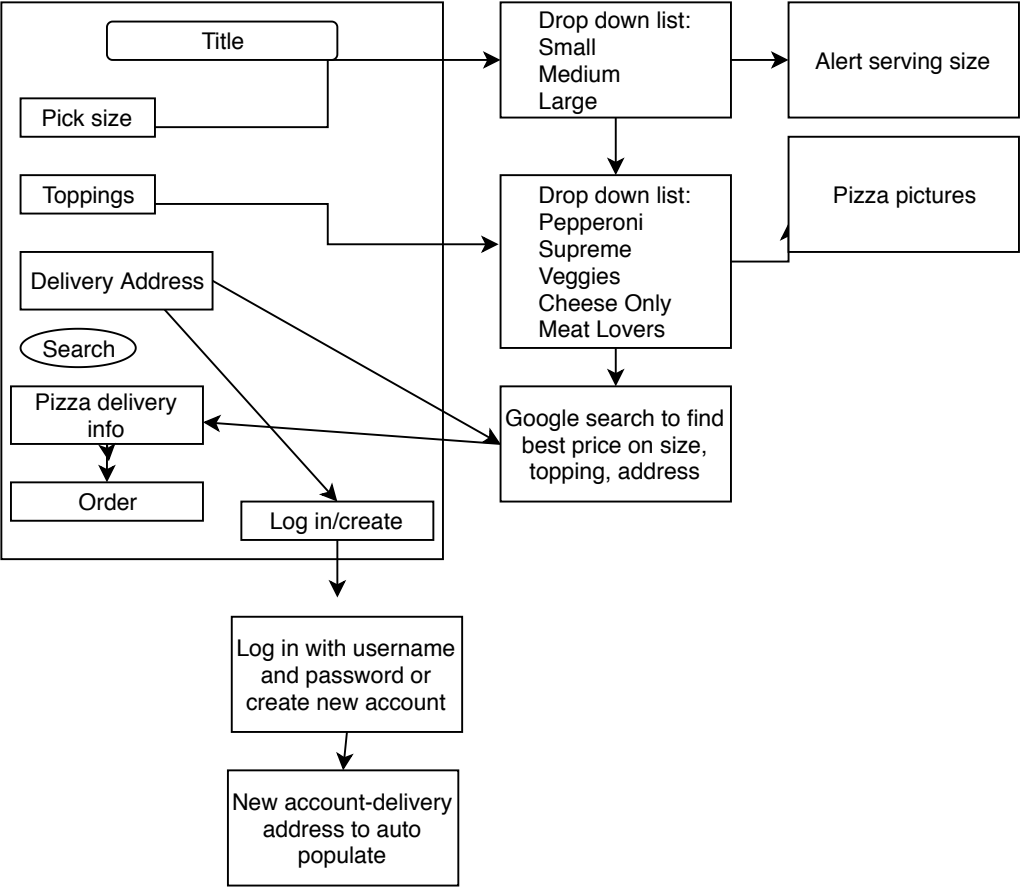 Title
Pick size
Toppings
Delivery Address
Search
Pizza delivery
info
Order
Log in/create
Drop down list:
Small
Medium
Large
Alert serving size
Drop down list:
Pepperoni
Supreme
Veggies
Cheese Only
Meat Lovers
Pizza pictures
Google search to find
best price on size,
topping, address
Log in with username
and password or
create new account
New account-delivery
address to auto
populate